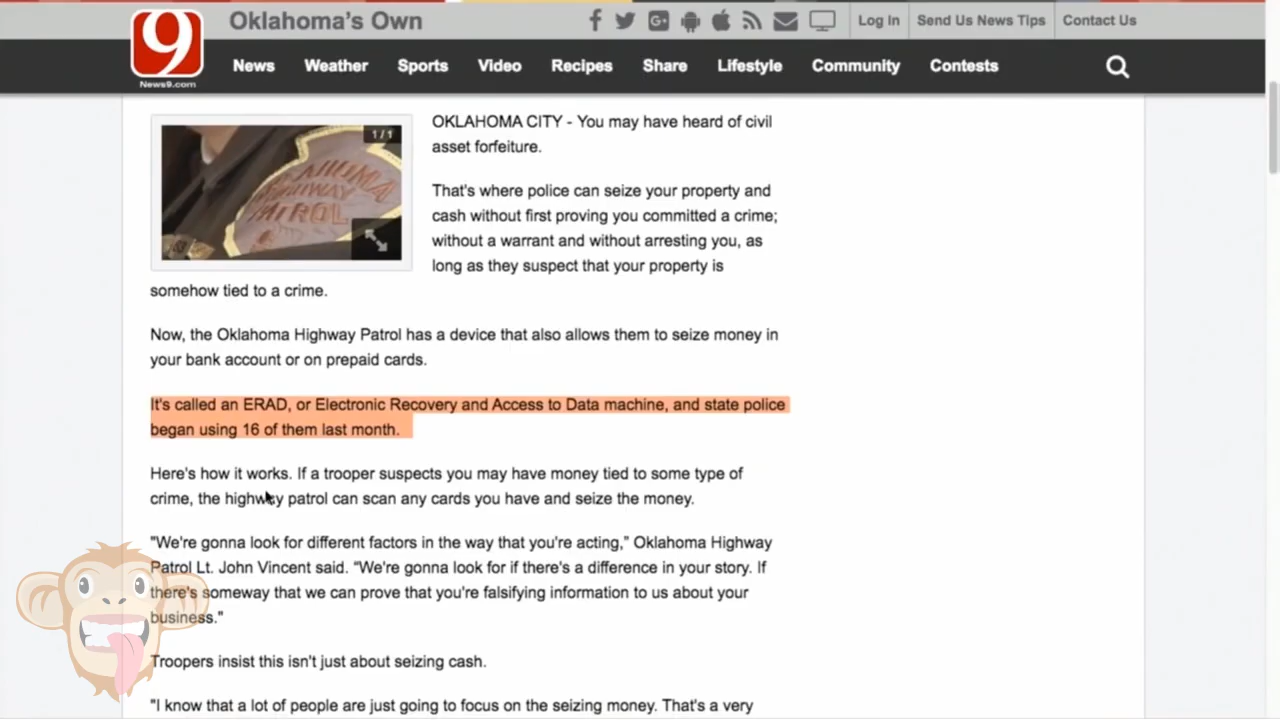 9
News9.com
Oklahoma's Own
Log In
Send Us News Tips
Contact Us
News
Weather
Sports
Video
Recipes
Share
Lifestyle
Community
Contests
1/1
OKLAHOMA
HIGHWAY
PATROL
OKLAHOMA CITY - You may have heard of civil
asset forfeiture.
That's where police can seize your property and
cash without first proving you committed a crime;
without a warrant and without arresting you, as
long as they suspect that your property is
somehow tied to a crime.
Now, the Oklahoma Highway Patrol has a device that also allows them to seize money in
your bank account or on prepaid cards.
It's called an ERAD, or Electronic Recovery and Access to Data machine, and state police
began using 16 of them last month.
Here's how it works. If a trooper suspects you may have money tied to some type of
crime, the highway patrol can scan any cards you have and seize the money.
"We're gonna look for different factors in the way that you're acting,” Oklahoma Highway
Patrol Lt. John Vincent said. “We're gonna look for if there's a difference in your story. If
there's someway that we can prove that you're falsifying information to us about your
business."
Troopers insist this isn't just about seizing cash.
"I know that a lot of people are just going to focus on the seizing money. That's a very